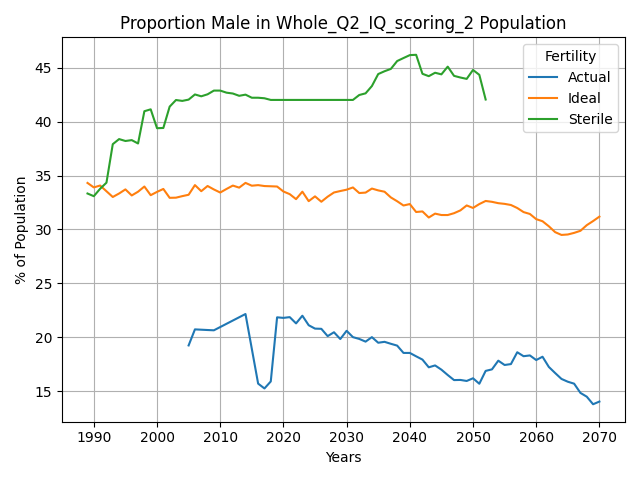 Proportion Male in Whole_Q2_IQ_scoring_2 Population
Fertility
Actual
Ideal
Sterile
% of Population
45
40
35
30
25
20
15
1990 2000 2010 2020 2030 2040 2050 2060 2070
Years